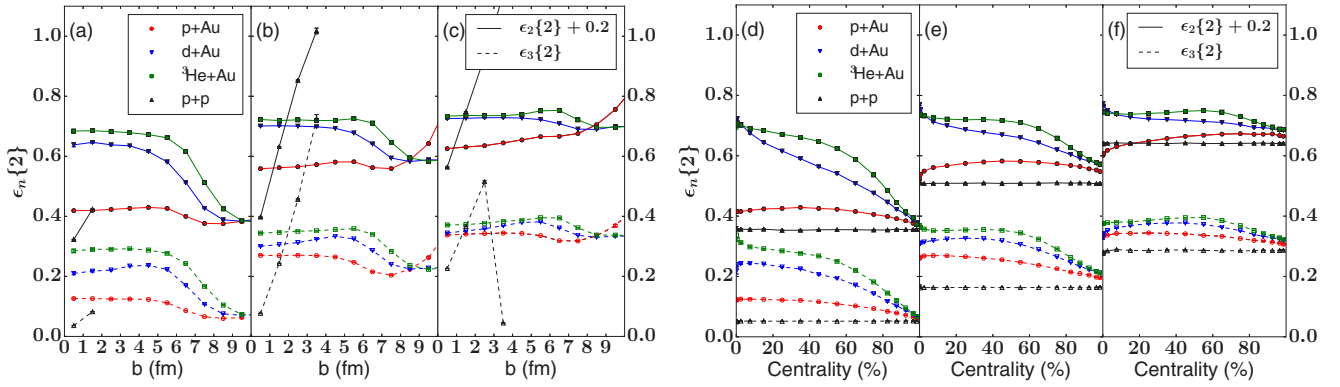 1.0
0.8
0.6
0.4
0.2
0.0
ϵn{2}
(a)
p+Au
d+Au
³He+Au
p+p
(b)
(c)
ϵ2{2} + 0.2
ϵ3{2}
1.0
0.8
0.6
0.4
0.2
0.0
0 1 2 3 4 5 6 7 8 9
0 1 2 3 4 5 6 7 8 9
0 1 2 3 4 5 6 7 8 9
b (fm)
b (fm)
b (fm)
1.0
0.8
0.6
0.4
0.2
0.0
ϵn{2}
(d)
p+Au
d+Au
³He+Au
p+p
(e)
(f)
ϵ2{2} + 0.2
ϵ3{2}
1.0
0.8
0.6
0.4
0.2
0.0
0 20 40 60 80
0 20 40 60 80
0 20 40 60 80
Centrality (%)
Centrality (%)
Centrality (%)